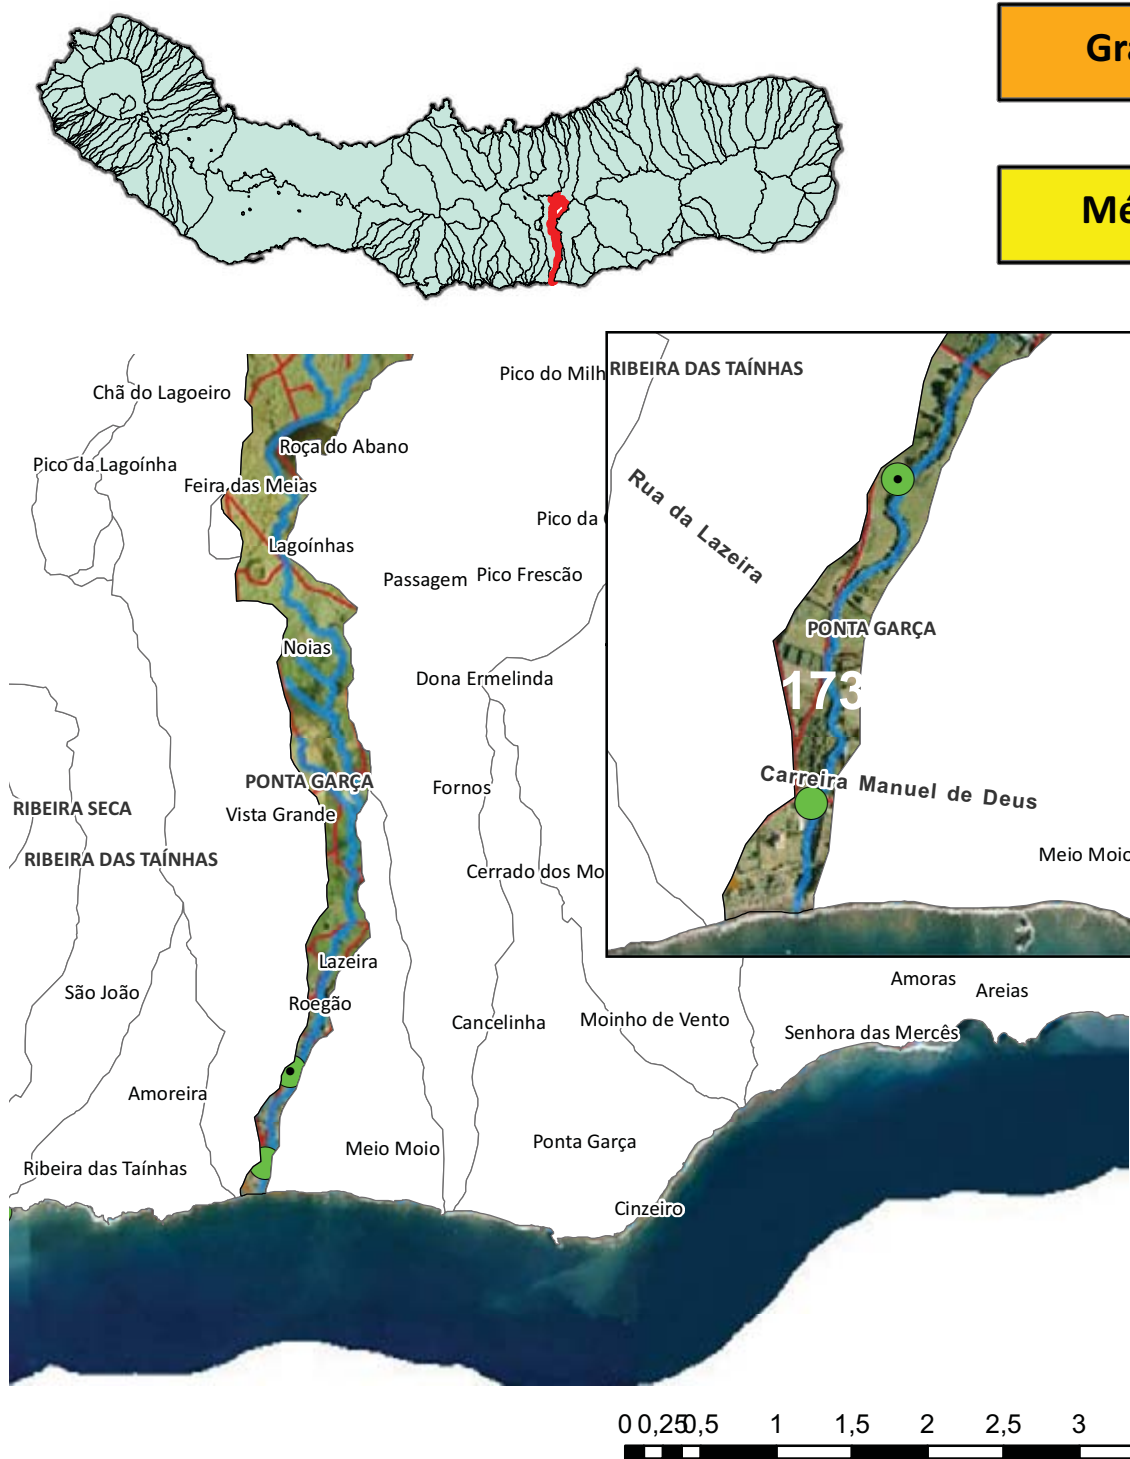 Gra
Mé
Chã do Lagoeiro
Pico do Milh
RIBEIRA DAS TAÍNHAS
Roça do Abano
Pico da Lagoínha
Feira das Meias
Rua da Lazeira
Pico da
Lagoínhas
Passagem
Pico Frescão
PONTA GARÇA
Noias
Dona Ermelinda
173
PONTA GARÇA
Carreira Manuel de Deus
Fornos
RIBEIRA SECA
Vista Grande
RIBEIRA DAS TAÍNHAS
Meio Moio
Cerrado dos Mo
Lazeira
Amoras
Areias
São João
Roegão
Cancelinha
Moinho de Vento
Senhora das Mercês
Amoreira
Ponta Garça
Meio Moio
Ribeira das Taínhas
Cinzeiro
0 0,25 0,5 1 1,5 2 2,5 3